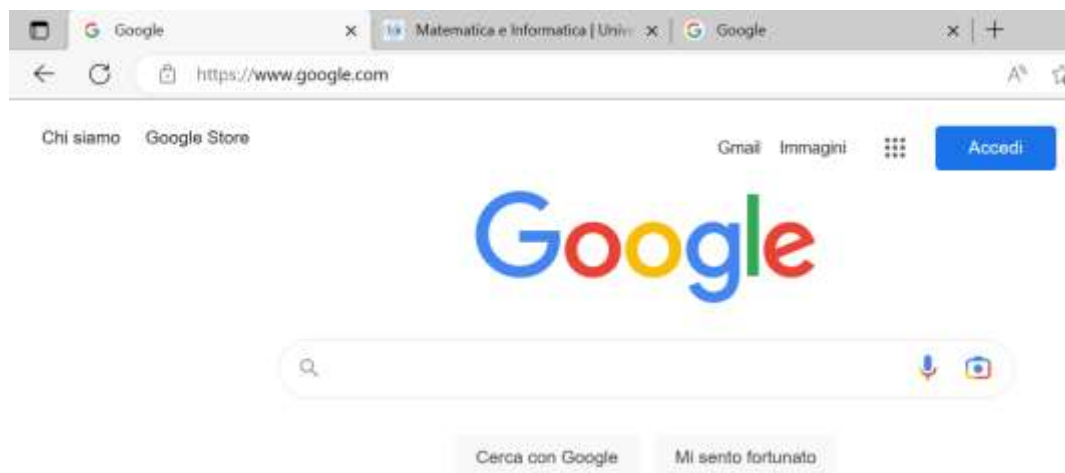 Google
Matematica e Informatica | Univ
Google
https://www.google.com
Chi siamo Google Store
Gmail Immagini Accedi
Google
Cerca con Google Mi sento fortunato